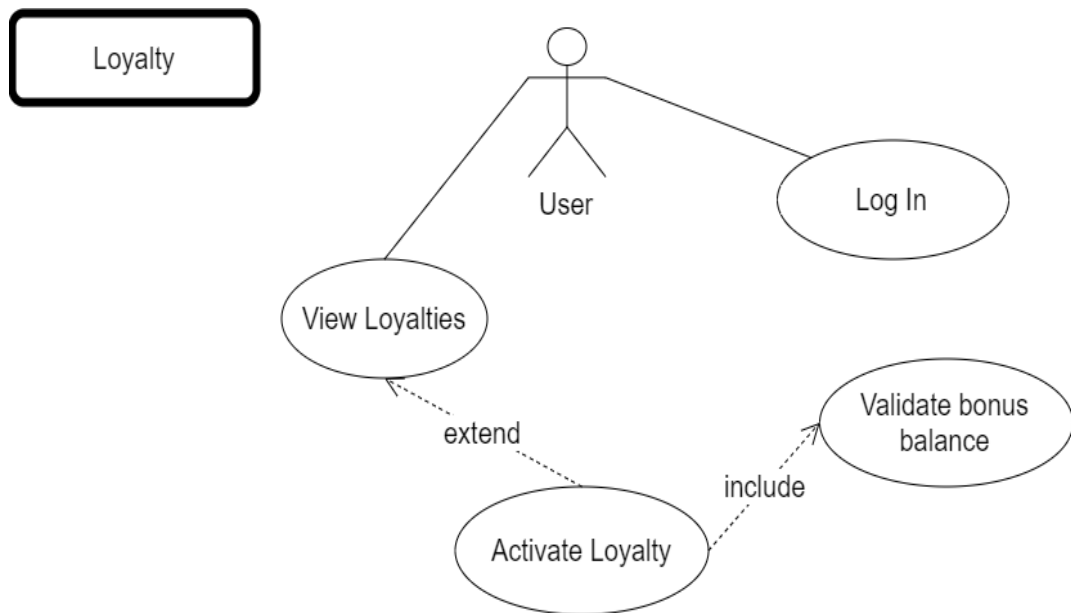 Loyalty
User
Log In
View Loyalties
Validate bonus
balance
extend
include
Activate Loyalty